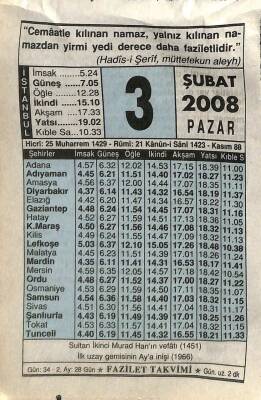 "Cemâatle kılınan namaz, yalnız kılınan na-
mazdan yirmi yedi derece daha faziletlidir."
(Hadîs-i Şerîf, müttefekun aleyh)
İSTANBUL
İmsak ......5.24
Güneş ......7.05
Öğle ......12.28
İkindi .....15.10
Akşam ....17.33
Yatsı.......19.02
Kıble Sa...10.33
3
ŞUBAT
2008
PAZAR
Hicrî: 25 Muharrem 1429 - Rûmî: 21 Kânûn-i Sânî 1423 - Kasım 88
Şehirler İmsak Güneş Öğle İkindi Akşam Yatsı Kıble S
Adana 4.57 6.32 12.02 14.53 17.15 18.39 11.00
Adıyaman 4.45 6.21 11.51 14.40 17.02 18.27 11.23
Amasya 4.56 6.37 12.00 14.44 17.07 18.35 11.11
Diyarbakır 4.37 6.14 11.43 14.32 16.54 18.19 11.37
Elazığ 4.42 6.20 11.47 14.34 16.57 18.22 11.30
Gaziantep 4.48 6.24 11.54 14.45 17.07 18.31 11.16
Hatay 4.52 6.27 11.59 14.51 17.13 18.36 11.05
K.Maraş 4.50 6.27 11.56 14.46 17.08 18.32 11.13
Kilis 4.49 6.24 11.55 14.47 17.09 18.32 11.13
Lefkoşe 5.03 6.37 12.10 15.05 17.26 18.48 10.38
Malatya 4.45 6.23 11.51 14.39 17.01 18.26 11.24
Mardin 4.35 6.11 11.41 14.31 16.53 18.17 11.41
Mersin 4.59 6.35 12.05 14.57 17.18 18.42 10.54
Ordu 4.48 6.27 11.52 14.37 17.00 18.27 11.22
Osmaniye 4.53 6.29 11.59 14.50 17.11 18.35 11.07
Samsun 4.54 6.36 11.58 14.40 17.03 18.32 11.15
Sivas 4.51 6.30 11.56 14.41 17.04 18.31 11.16
Şanlıurfa 4.43 6.19 11.49 14.39 17.01 18.25 11.26
Tokat 4.53 6.33 11.57 14.41 17.04 18.32 11.15
Tunceli 4.40 6.19 11.45 14.32 16.55 18.21 11.32
Sultan İkinci Murad Han'ın vefâtı (1451)
İlk uzay gemisinin Ay'a inişi (1966)
Gün: 34 - 2. Ay: 28 Gün ★ FAZİLET TAKVİMİ ★ Gün. uz. 2 dk